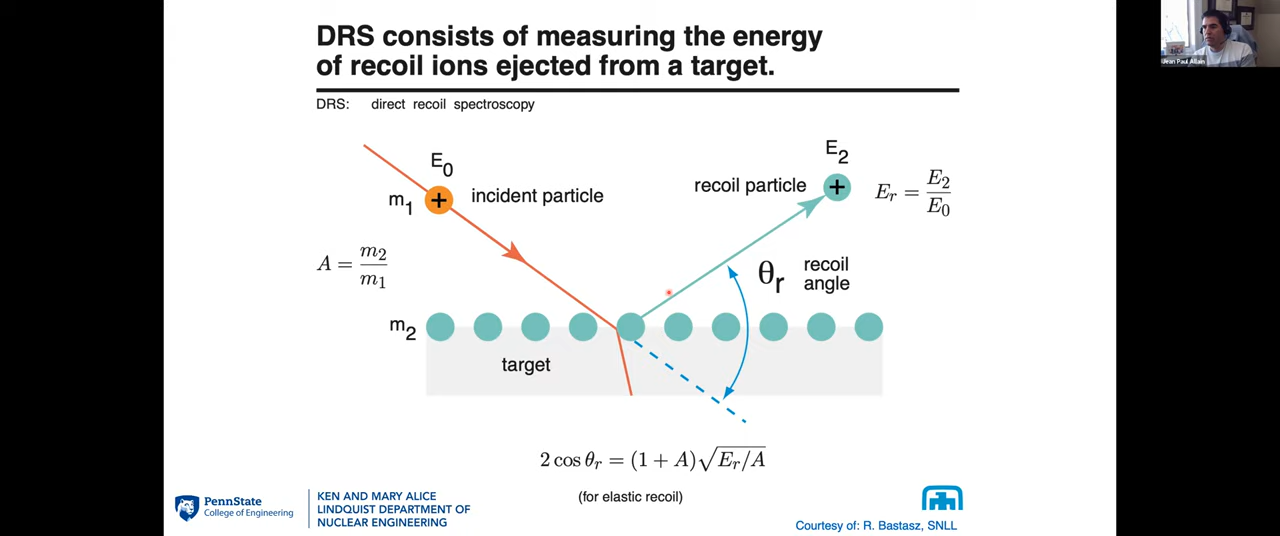 DRS consists of measuring the energy
of recoil ions ejected from a target.
DRS: direct recoil spectroscopy
Jean Paul Allain
E₀
m₁
+
incident particle
E₂
recoil particle
+
Eᵣ = E₂/E₀
A = m₂/m₁
θᵣ
recoil
angle
m₂
target
2 cos θᵣ = (1 + A)√(Eᵣ/A)
(for elastic recoil)
PennState
College of Engineering
KEN AND MARY ALICE
LINDQUIST DEPARTMENT OF
NUCLEAR ENGINEERING
Courtesy of: R. Bastasz, SNLL